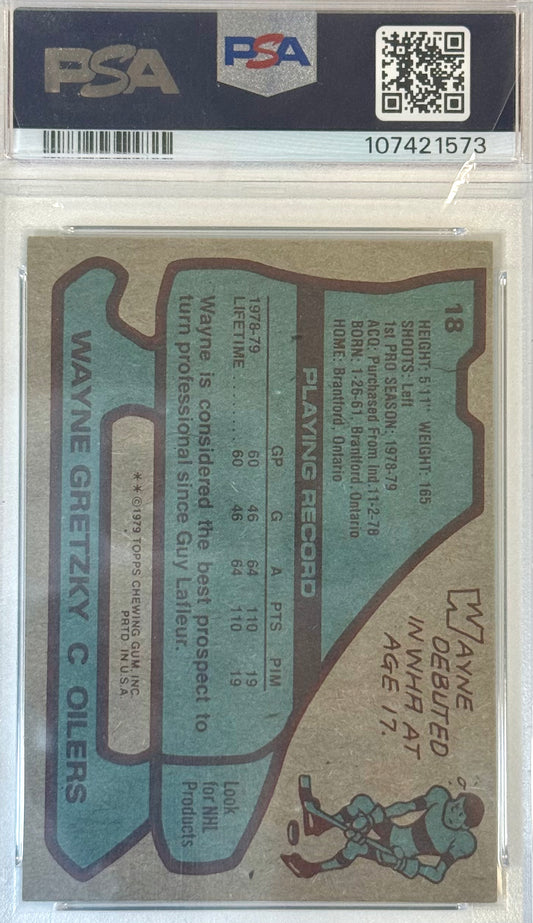 PSA
PSA
107421573
18
HEIGHT: 5'11" WEIGHT: 165
SHOOTS: Left
1st PRO SEASON: 1978-79
ACQ: Purchased From Ind. 11-2-78
BORN: 1-26-61, Brantford, Ontario
HOME: Brantford, Ontario
WAYNE
DEBUTED
IN WHA AT
AGE 17.
PLAYING RECORD
GP G A PTS PIM
1978-79 60 46 64 110 19
LIFETIME ........ 60 46 64 110 19
Wayne is considered the best prospect to
turn professional since Guy Lafleur.
Look
for NHL
Products
** ©1979 TOPPS CHEWING GUM, INC.
PRTD IN U.S.A.
WAYNE GRETZKY C OILERS